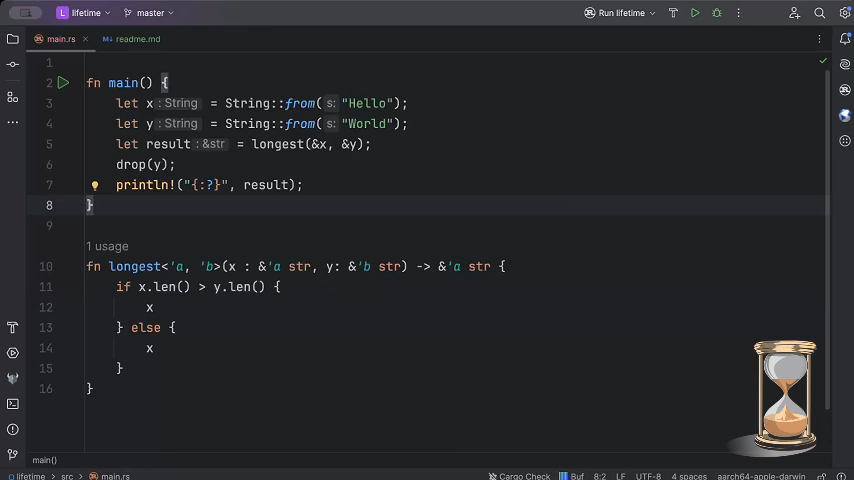 L lifetime master Run lifetime
main.rs readme.md
1
2 fn main() {
3 let x: String = String::from(s:"Hello");
4 let y: String = String::from(s:"World");
5 let result: &str = longest(&x, &y);
6 drop(y);
7 println!("{:?}", result);
8 }
9
1 usage
10 fn longest<'a, 'b>(x : &'a str, y: &'b str) -> &'a str {
11 if x.len() > y.len() {
12 x
13 } else {
14 x
15 }
16 }
main()
lifetime src main.rs Cargo Check Buf 8:2 LF UTF-8 4 spaces aarch64-apple-darwin